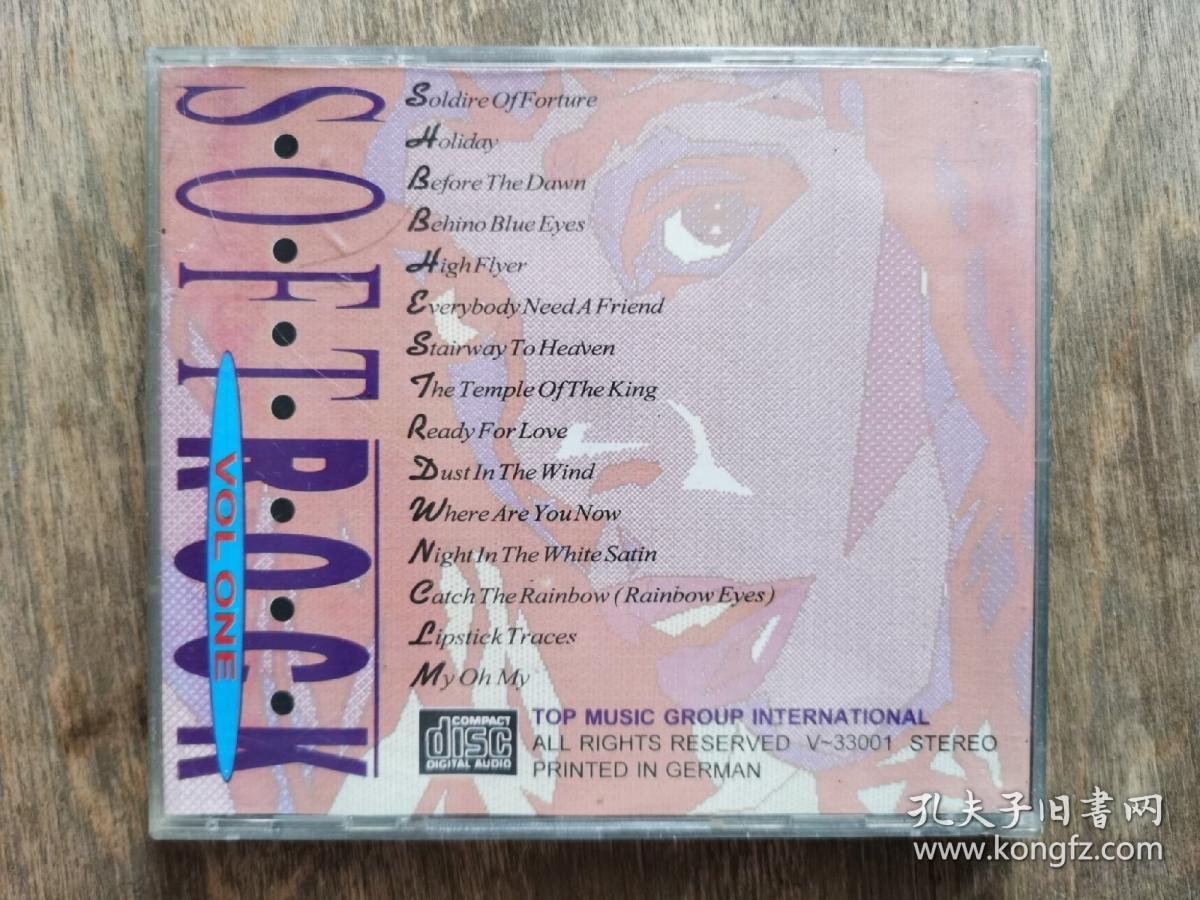 S·O·F·T·R·O·C·K
VOL ONE
Soldire Of Forture
Holiday
Before The Dawn
Behino Blue Eyes
High Flyer
Everybody Need A Friend
Stairway To Heaven
The Temple Of The King
Ready For Love
Dust In The Wind
Where Are You Now
Night In The White Satin
Catch The Rainbow (Rainbow Eyes)
Lipstick Traces
My Oh My
COMPACT
disc
DIGITAL AUDIO
TOP MUSIC GROUP INTERNATIONAL
ALL RIGHTS RESERVED V~33001 STEREO
PRINTED IN GERMAN
孔夫子旧书网
www.kongfz.com